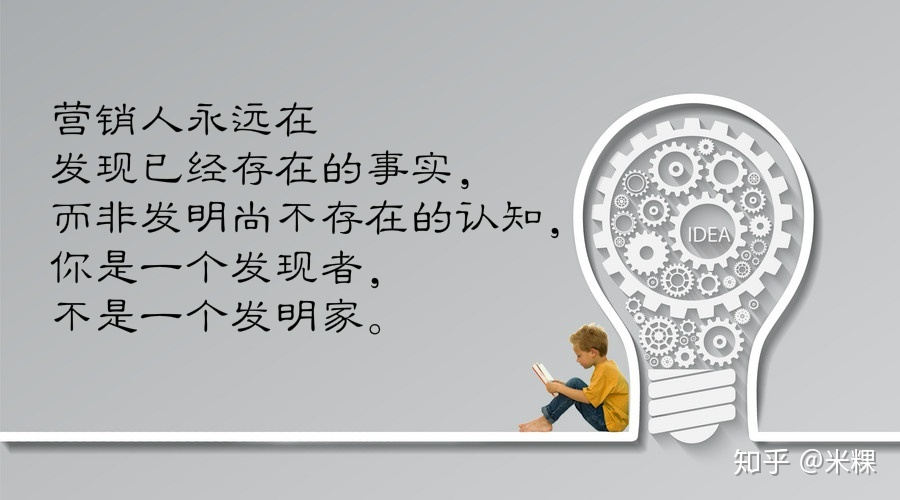 营销人永远在
发现已经存在的事实，
而非发明尚不存在的认知，
你是一个发现者，
不是一个发明家。
IDEA
知乎 @米粿